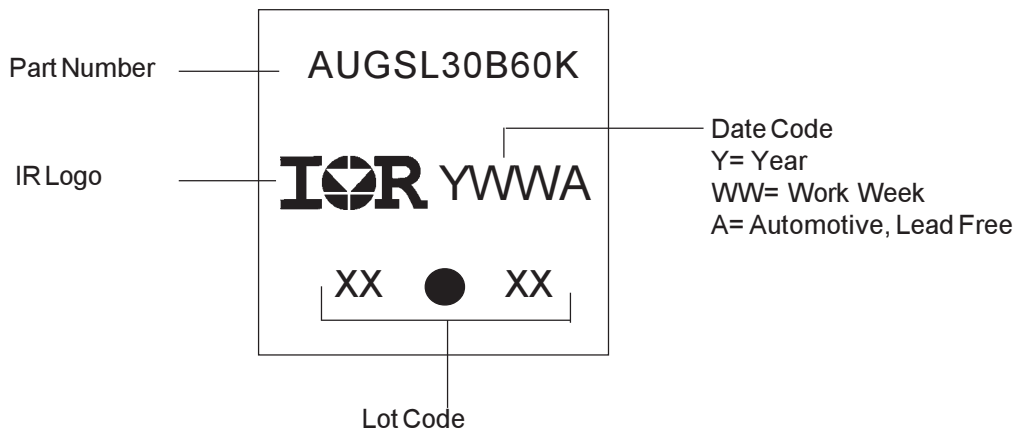 Part Number
AUGSL30B60K
IR Logo
IOR YWWA
Date Code
Y= Year
WW= Work Week
A= Automotive, Lead Free
XX XX
Lot Code